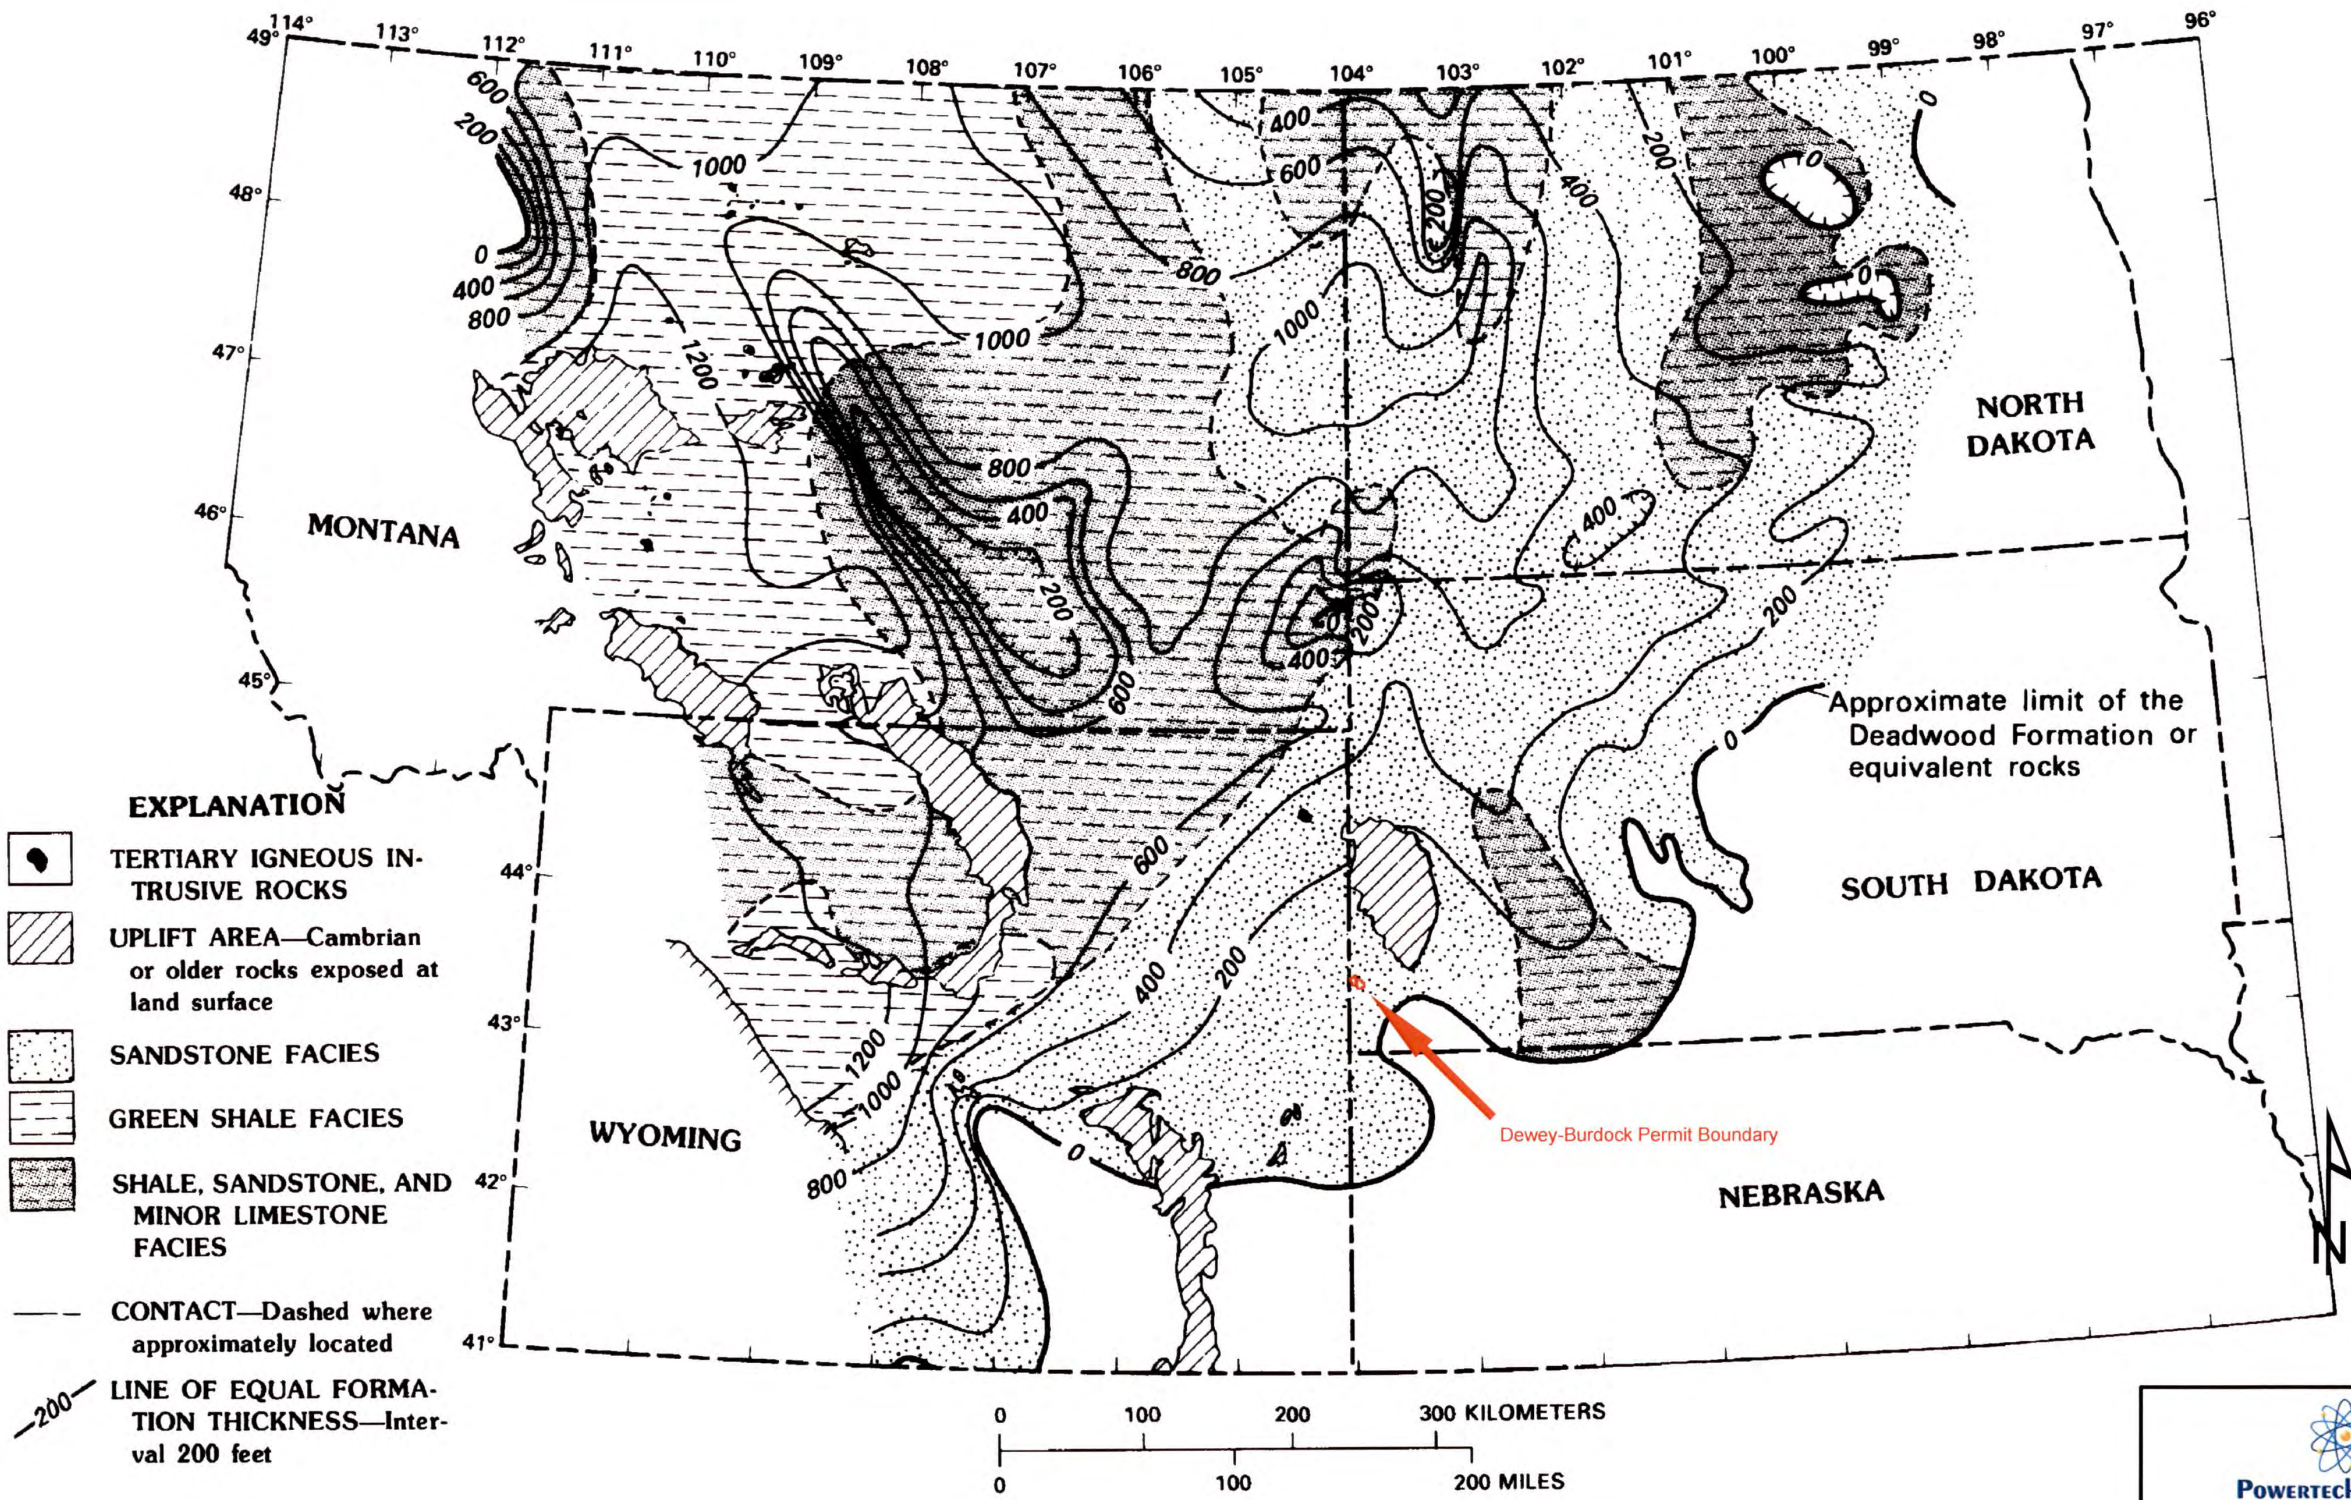 114°
113°
112°
111°
110°
109°
108°
107°
106°
105°
104°
103°
102°
101°
100°
99°
98°
97°
96°
49°
48°
47°
46°
45°
44°
43°
42°
41°
600
200
0
400
800
1000
1200
1000
800
400
200
600
800
1000
400
600
200
400
200
0
0
0
400
200
400
200
0
600
400
200
1200
1000
800
0
MONTANA
NORTH
DAKOTA
SOUTH DAKOTA
WYOMING
NEBRASKA
Approximate limit of the
Deadwood Formation or
equivalent rocks
Dewey-Burdock Permit Boundary
EXPLANATION
TERTIARY IGNEOUS IN-
TRUSIVE ROCKS
UPLIFT AREA—Cambrian
or older rocks exposed at
land surface
SANDSTONE FACIES
GREEN SHALE FACIES
SHALE, SANDSTONE, AND
MINOR LIMESTONE
FACIES
CONTACT—Dashed where
approximately located
—200—
LINE OF EQUAL FORMA-
TION THICKNESS—Inter-
val 200 feet
0 100 200 300 KILOMETERS
0 100 200 MILES
N